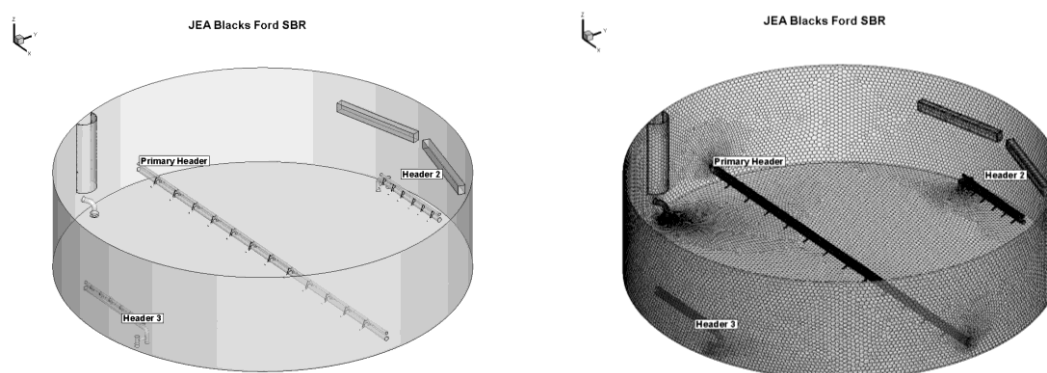 JEA Blacks Ford SBR
Z
Y
X
Primary Header
Header 2
Header 3
JEA Blacks Ford SBR
Z
Y
X
Primary Header
Header 2
Header 3